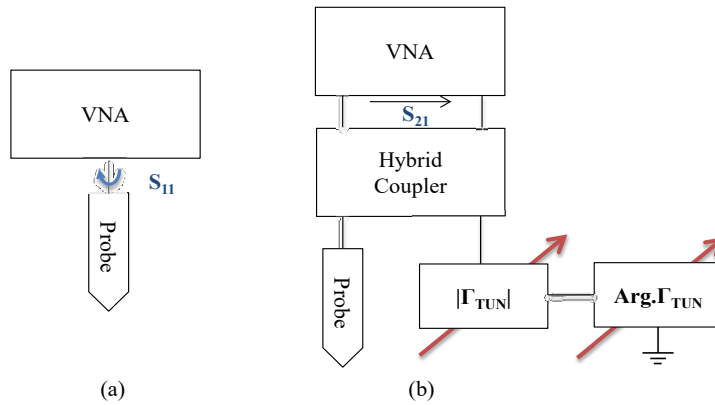 VNA
S11
Probe
(a)
VNA
S21
Hybrid
Coupler
Probe
|ΓTUN|
Arg.ΓTUN
(b)